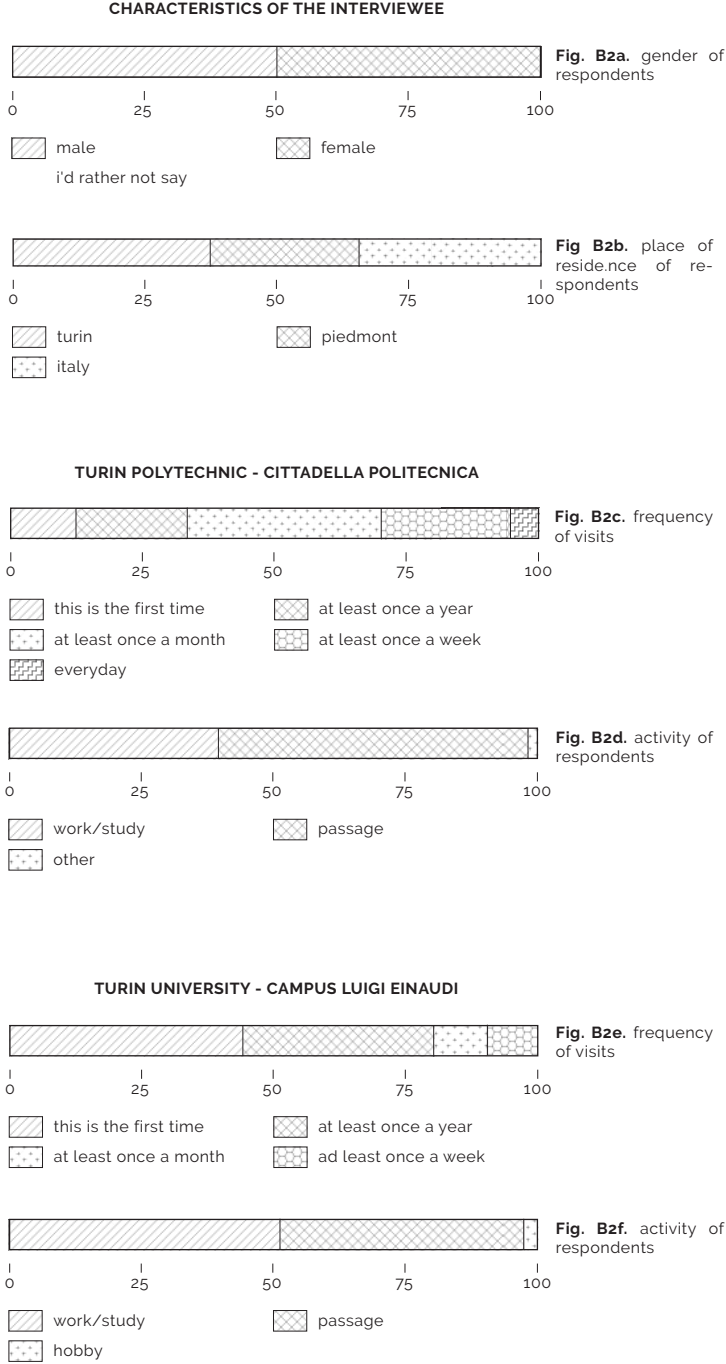 CHARACTERISTICS OF THE INTERVIEWEE
Fig. B2a. gender of
respondents
0 25 50 75 100
male female
i'd rather not say
Fig B2b. place of
reside.nce of re-
spondents
0 25 50 75 100
turin piedmont
italy
TURIN POLYTECHNIC - CITTADELLA POLITECNICA
Fig. B2c. frequency
of visits
0 25 50 75 100
this is the first time at least once a year
at least once a month at least once a week
everyday
Fig. B2d. activity of
respondents
0 25 50 75 100
work/study passage
other
TURIN UNIVERSITY - CAMPUS LUIGI EINAUDI
Fig. B2e. frequency
of visits
0 25 50 75 100
this is the first time at least once a year
at least once a month ad least once a week
Fig. B2f. activity of
respondents
0 25 50 75 100
work/study passage
hobby